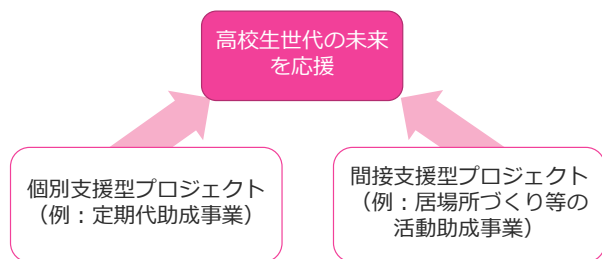 高校生世代の未来
を応援
個別支援型プロジェクト
（例：定期代助成事業）
間接支援型プロジェクト
（例：居場所づくり等の
活動助成事業）